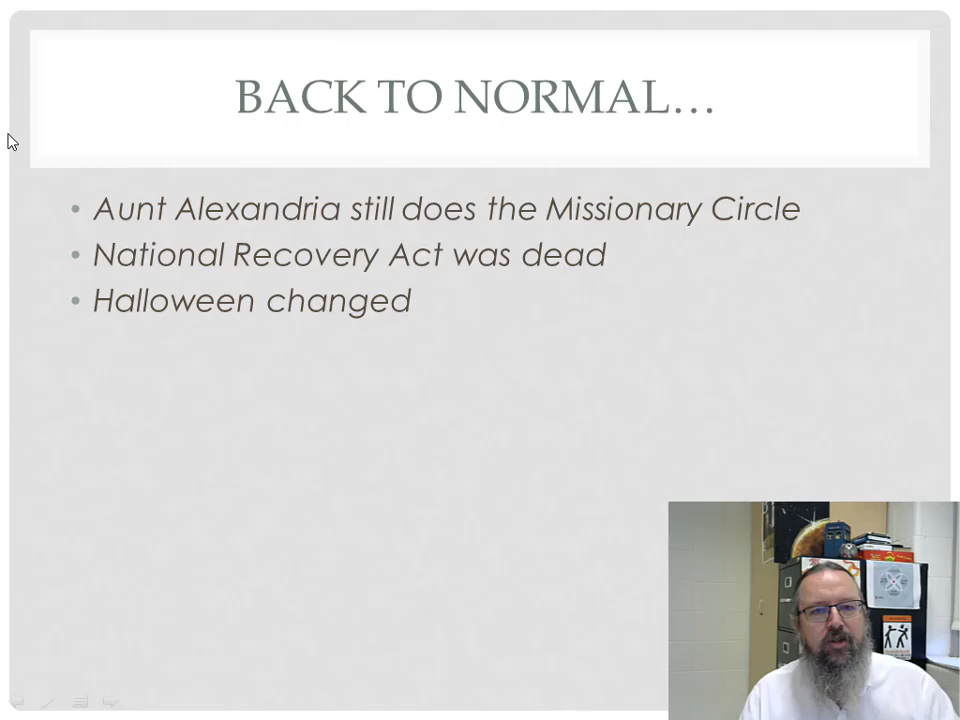 BACK TO NORMAL…
• Aunt Alexandria still does the Missionary Circle
• National Recovery Act was dead
• Halloween changed